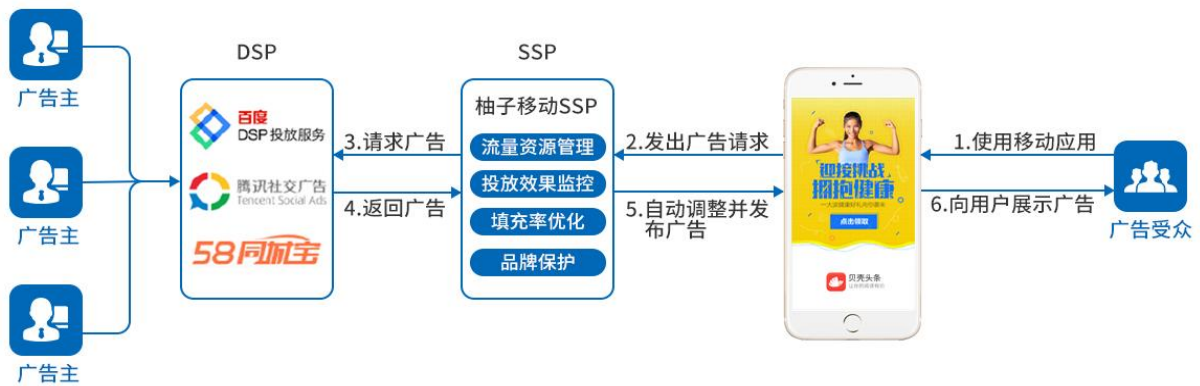 广告主
广告主
广告主
DSP
百度
DSP投放服务
腾讯社交广告
Tencent Social Ads
58同城宝
3.请求广告
4.返回广告
SSP
柚子移动SSP
流量资源管理
投放效果监控
填充率优化
品牌保护
2.发出广告请求
5.自动调整并发
布广告
迎接挑战
拥抱健康
点击领取
贝壳头条
1.使用移动应用
6.向用户展示广告
广告受众